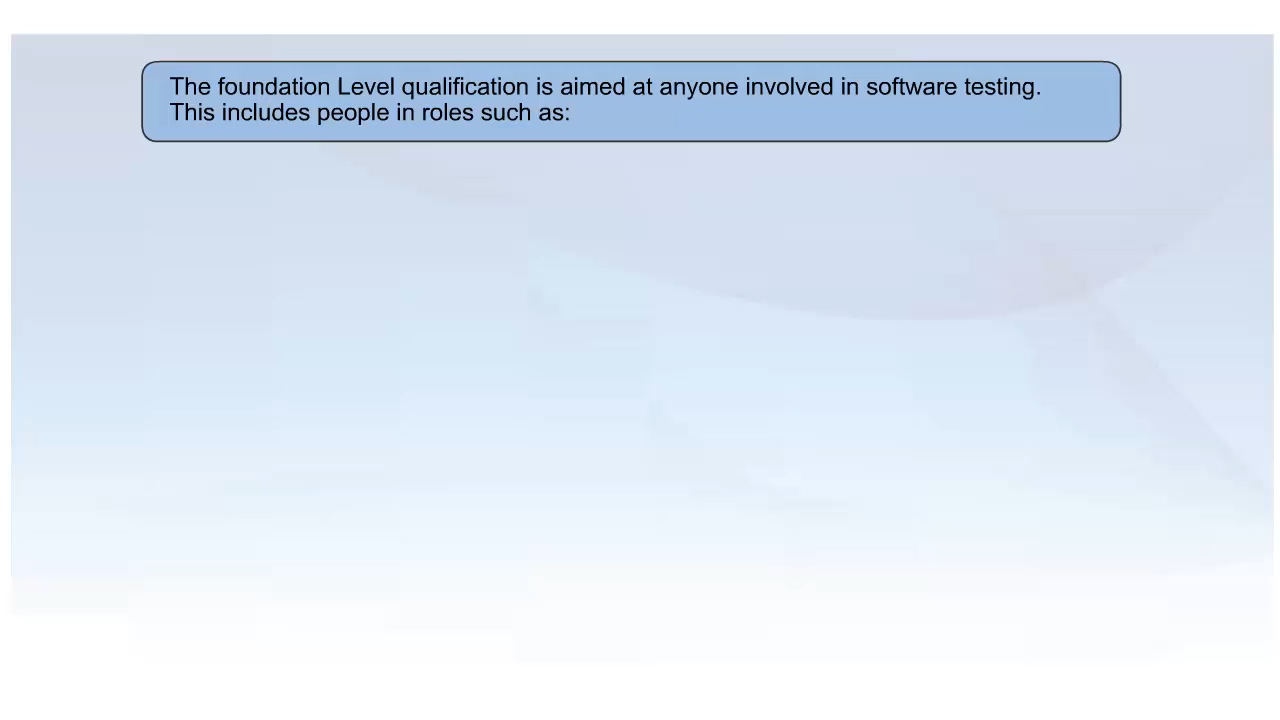 The foundation Level qualification is aimed at anyone involved in software testing.
This includes people in roles such as: